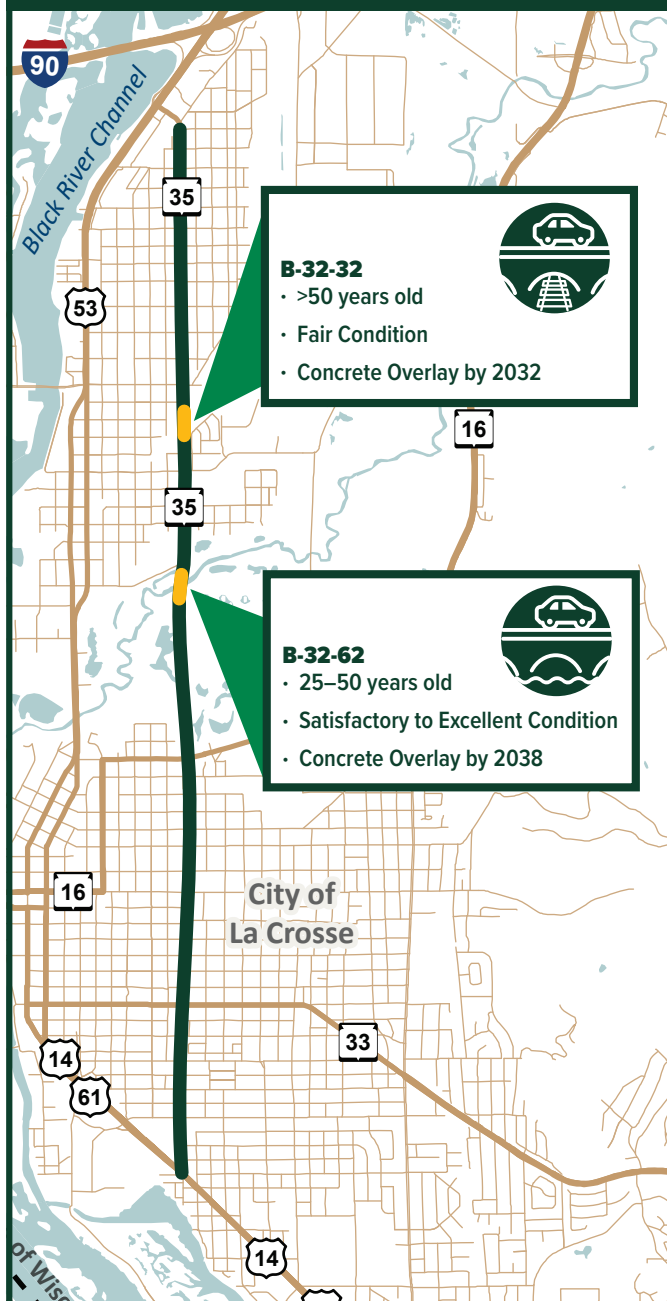 90
Black River Channel
35
53
B-32-32
· >50 years old
· Fair Condition
· Concrete Overlay by 2032
16
35
B-32-62
· 25–50 years old
· Satisfactory to Excellent Condition
· Concrete Overlay by 2038
16
City of
La Crosse
33
14
61
14
of Wisc